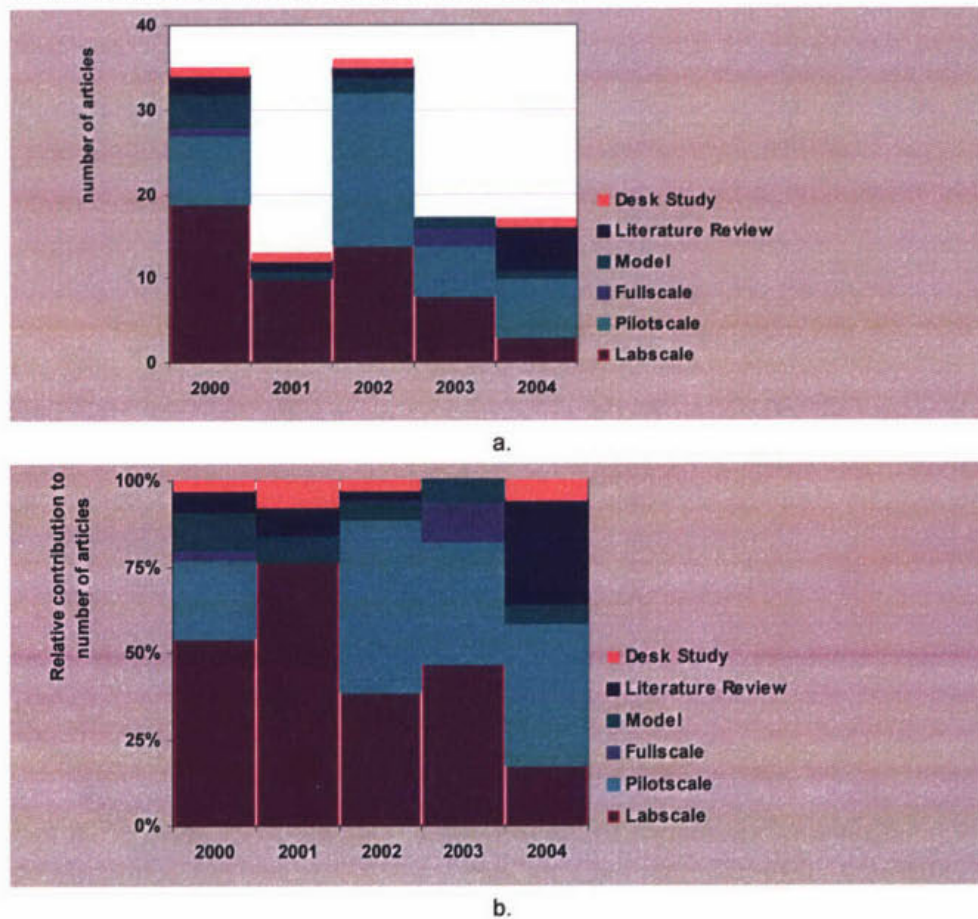 number of articles
40
30
20
10
0
2000 2001 2002 2003 2004
Desk Study
Literature Review
Model
Fullscale
Pilotscale
Labscale
a.
Relative contribution to
number of articles
100%
75%
50%
25%
0%
2000 2001 2002 2003 2004
Desk Study
Literature Review
Model
Fullscale
Pilotscale
Labscale
b.